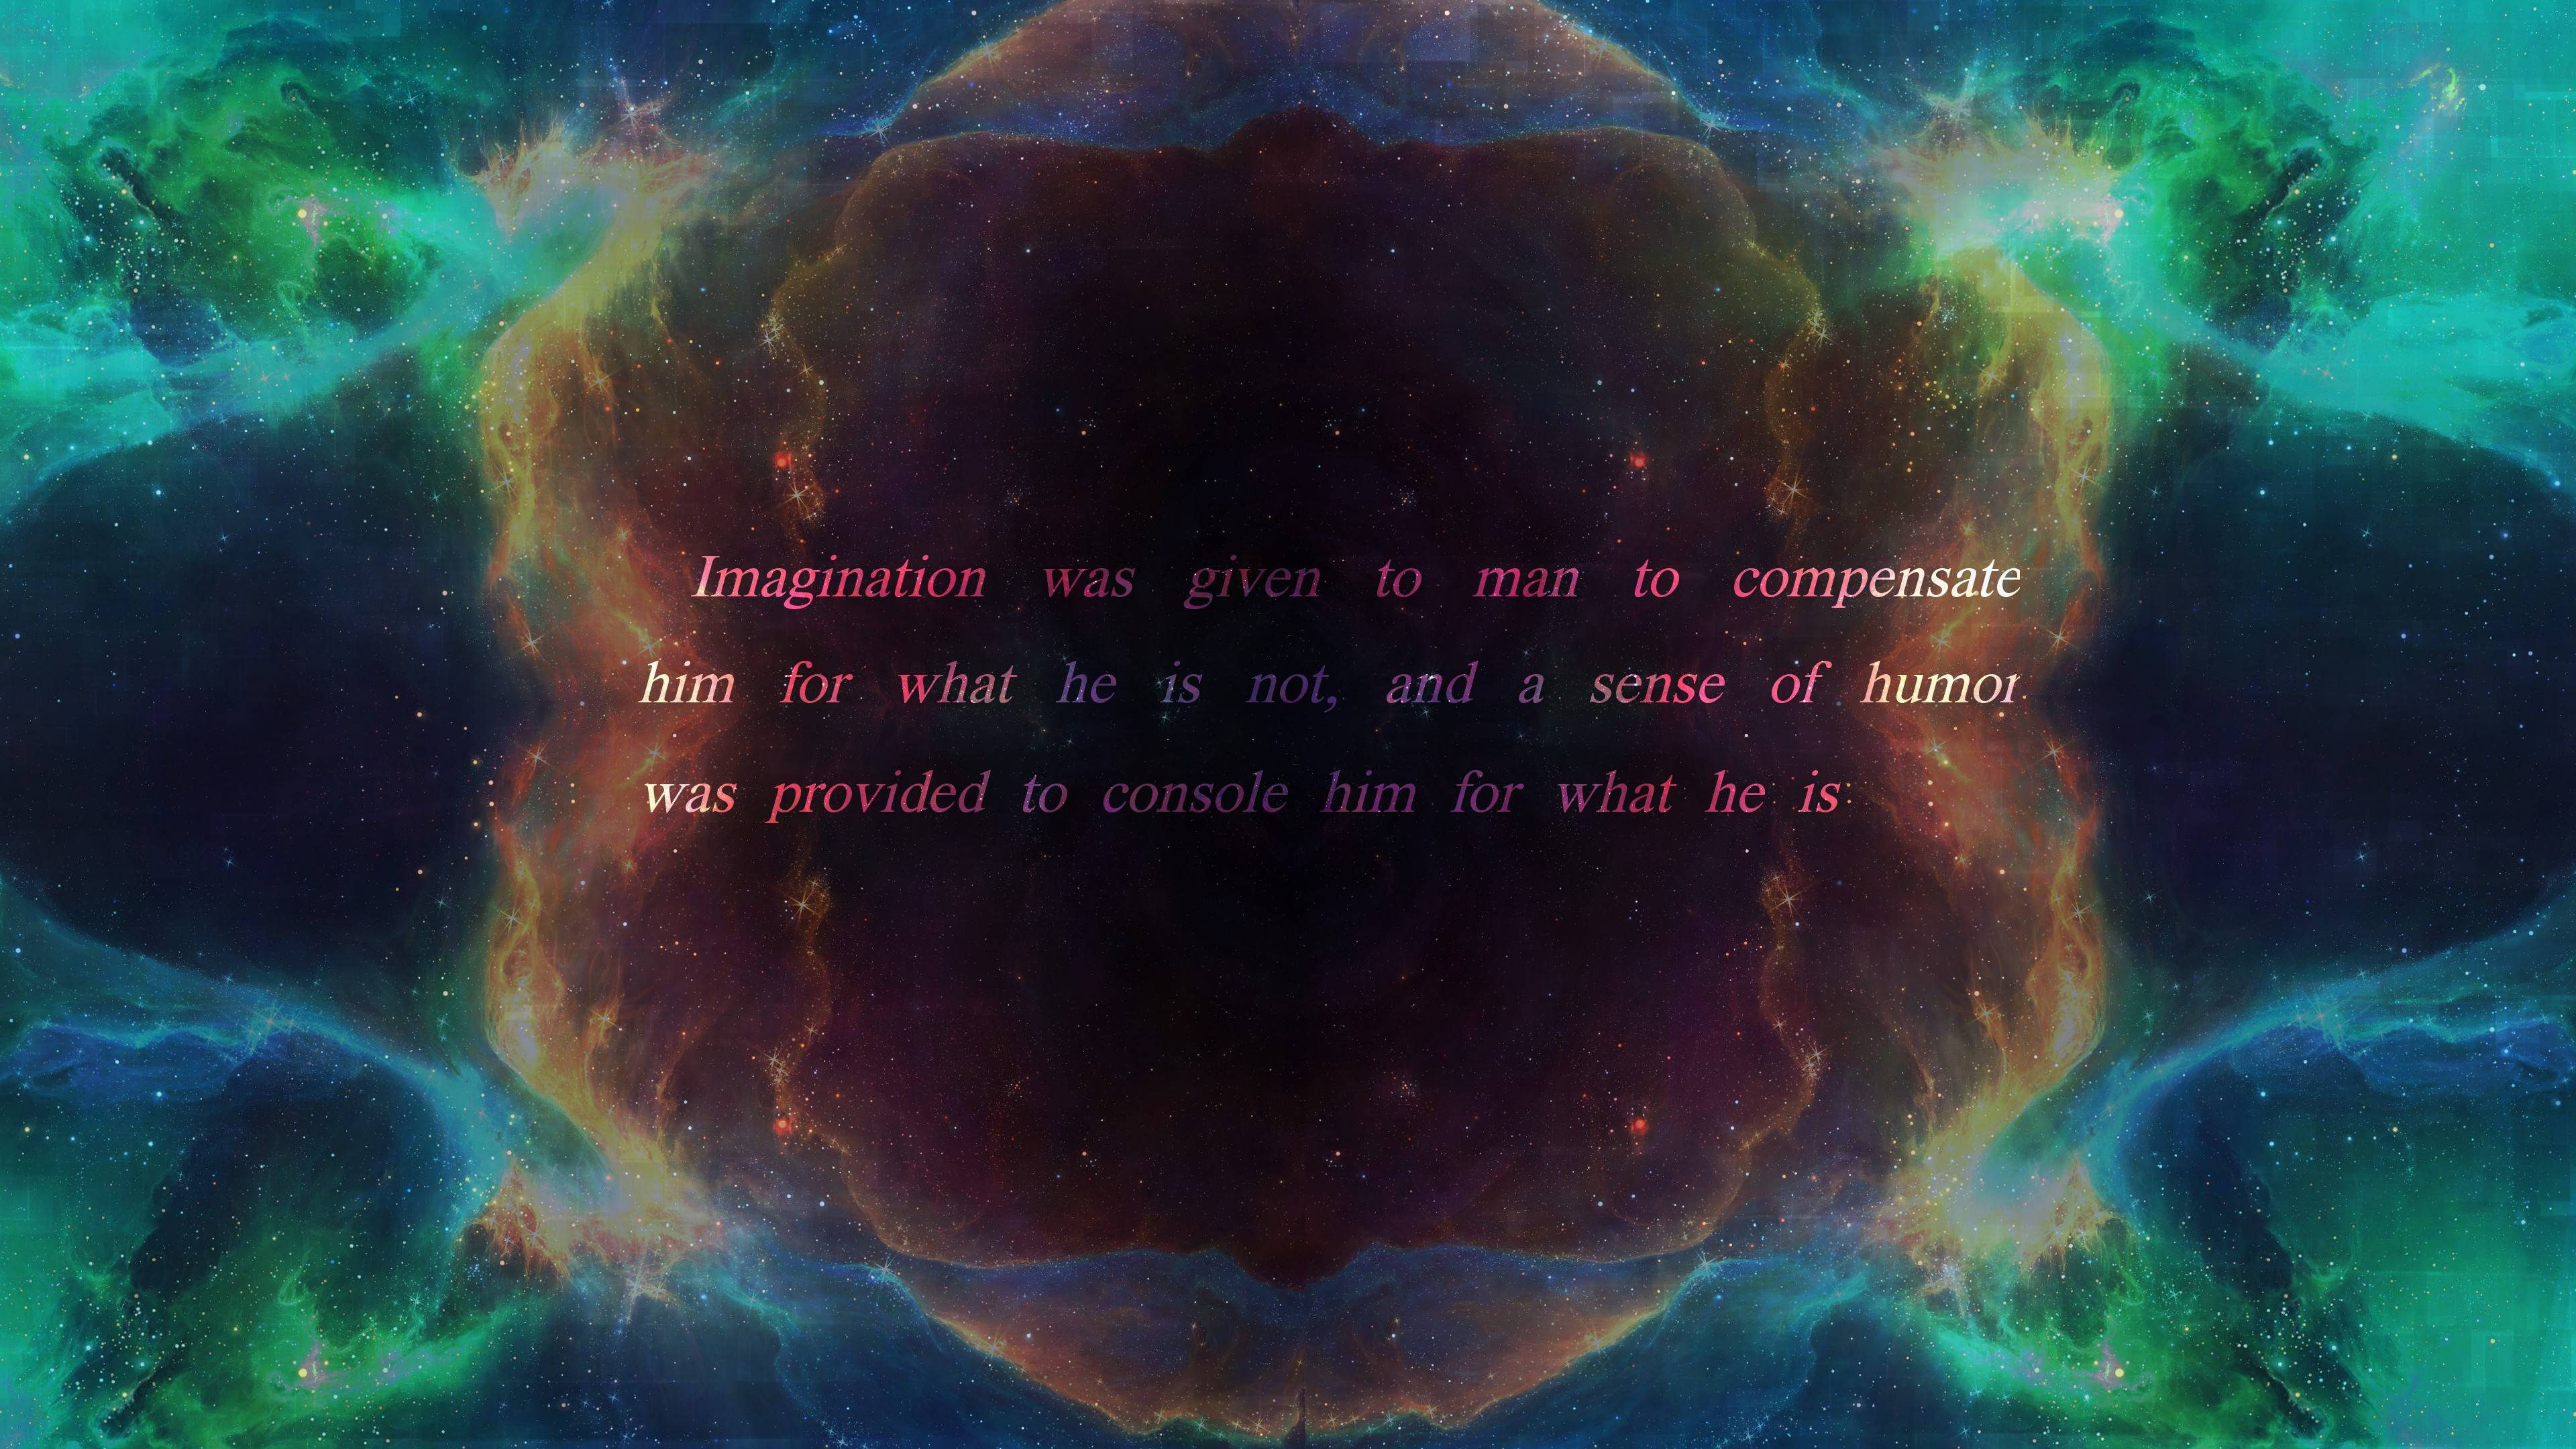 Imagination was given to man to compensate
him for what he is not, and a sense of humor
was provided to console him for what he is